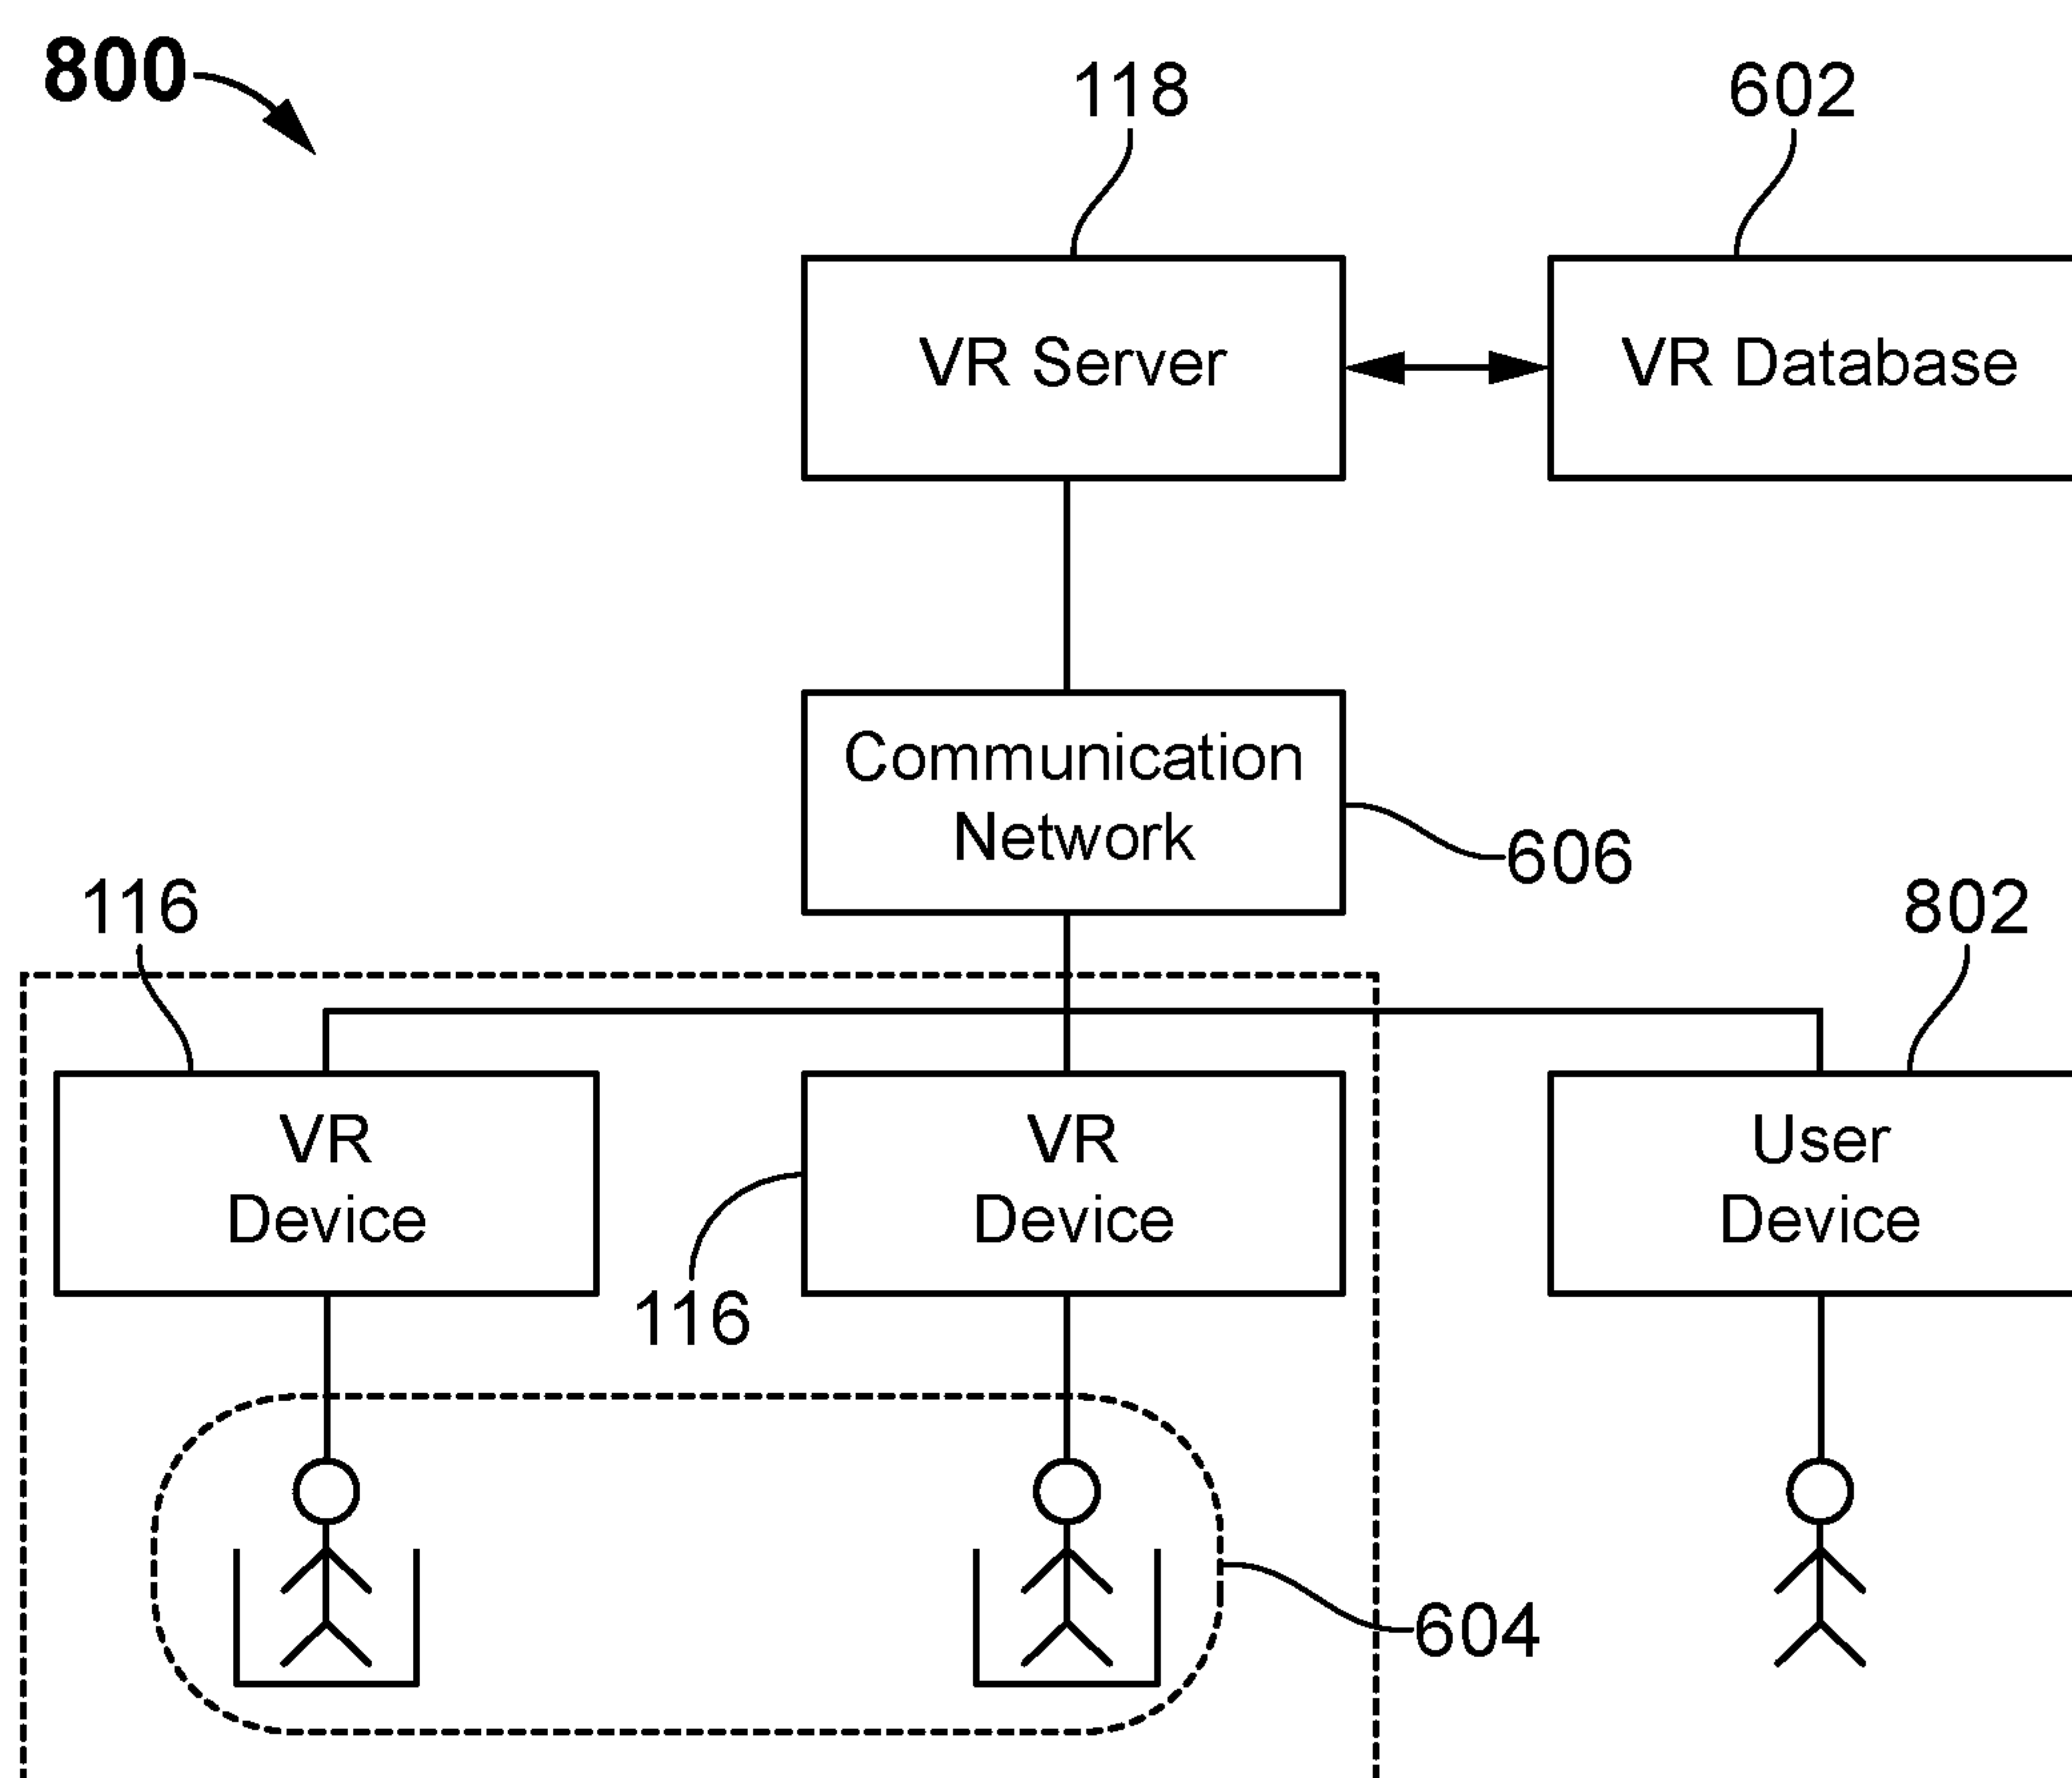 800
118
602
VR Server
VR Database
Communication
Network
606
116
802
VR
Device
VR
Device
User
Device
116
604